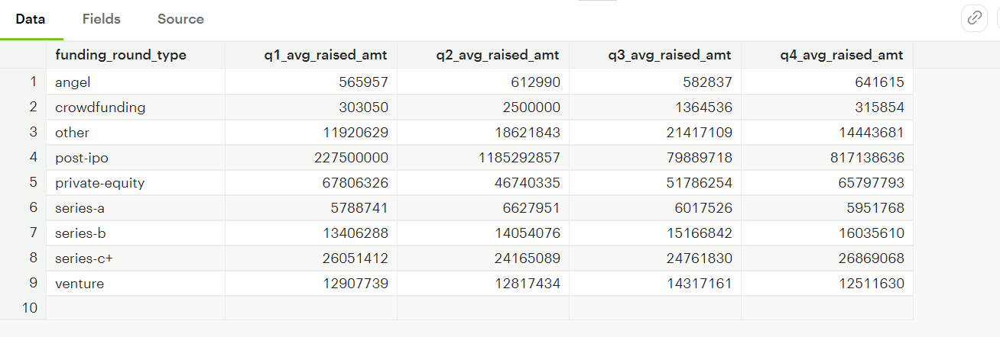 Data Fields Source
funding_round_type q1_avg_raised_amt q2_avg_raised_amt q3_avg_raised_amt q4_avg_raised_amt
1 angel 565957 612990 582837 641615
2 crowdfunding 303050 2500000 1364536 315854
3 other 11920629 18621843 21417109 14443681
4 post-ipo 227500000 1185292857 79889718 817138636
5 private-equity 67806326 46740335 51786254 65797793
6 series-a 5788741 6627951 6017526 5951768
7 series-b 13406288 14054076 15166842 16035610
8 series-c+ 26051412 24165089 24761830 26869068
9 venture 12907739 12817434 14317161 12511630
10